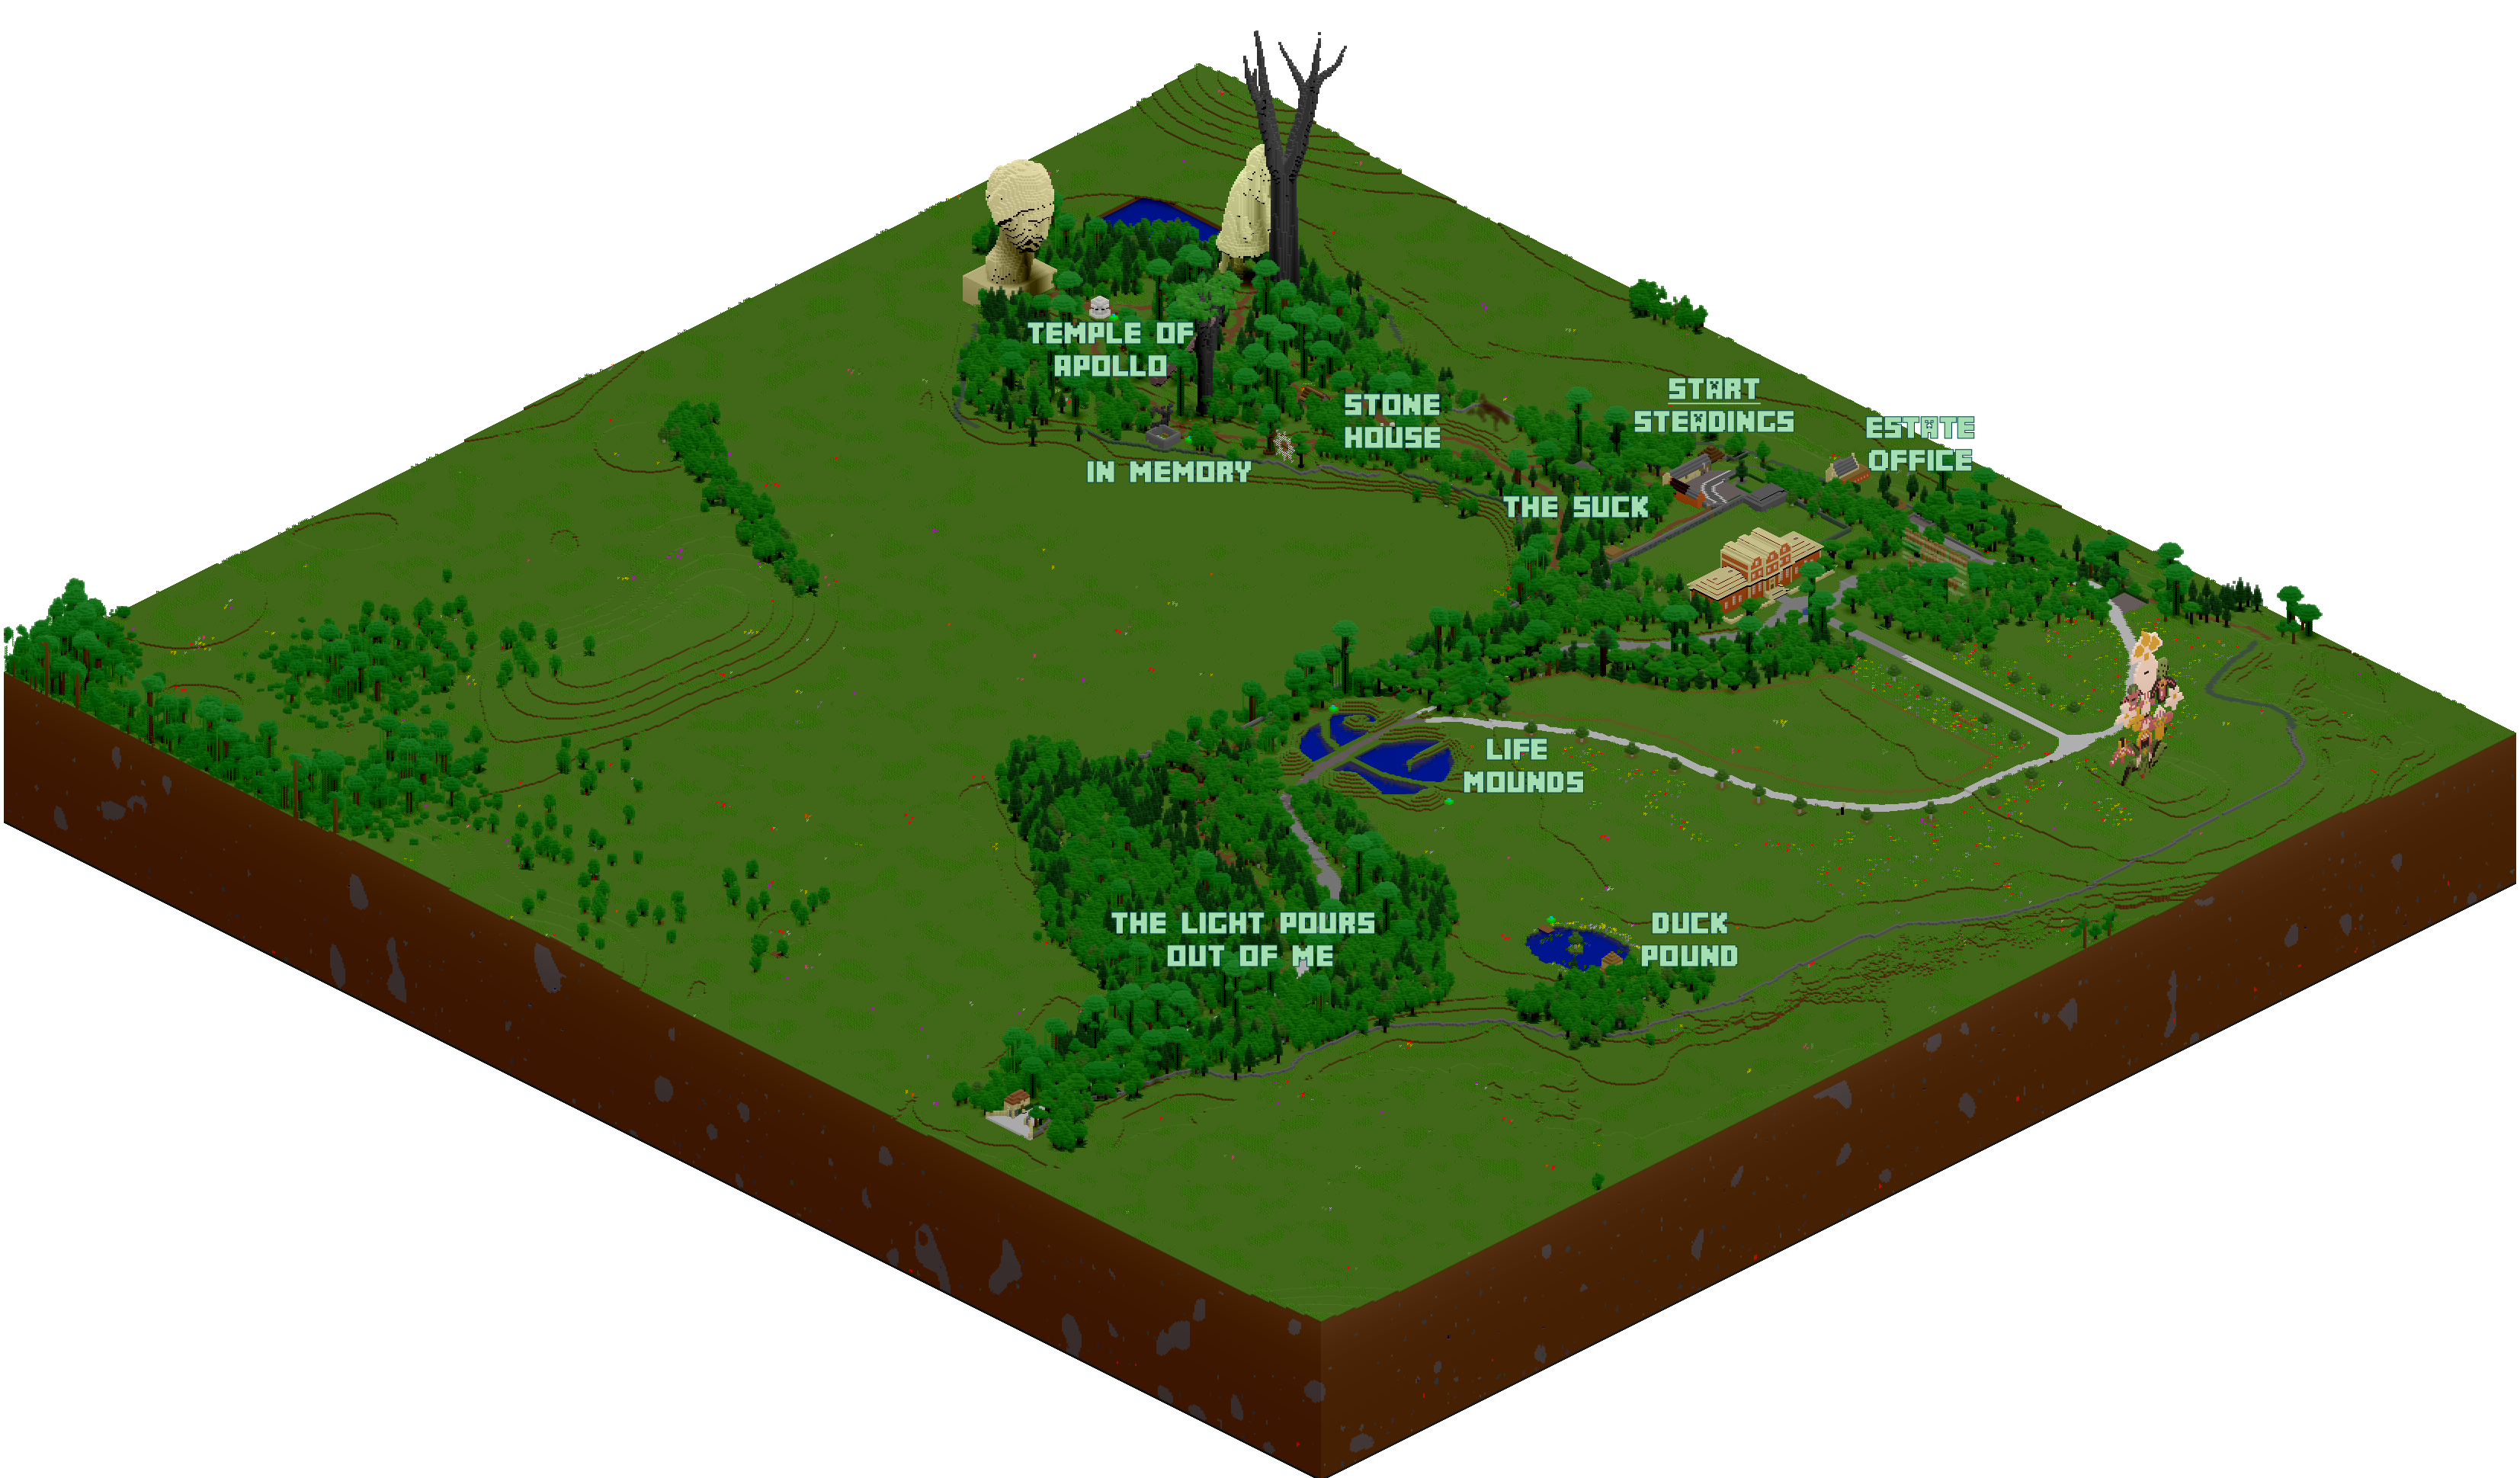 TEMPLE OF
APOLLO
START
STEADINGS
STONE
HOUSE
ESTATE
OFFICE
IN MEMORY
THE SUCK
LIFE
MOUNDS
THE LIGHT POURS
OUT OF ME
DUCK
POUND